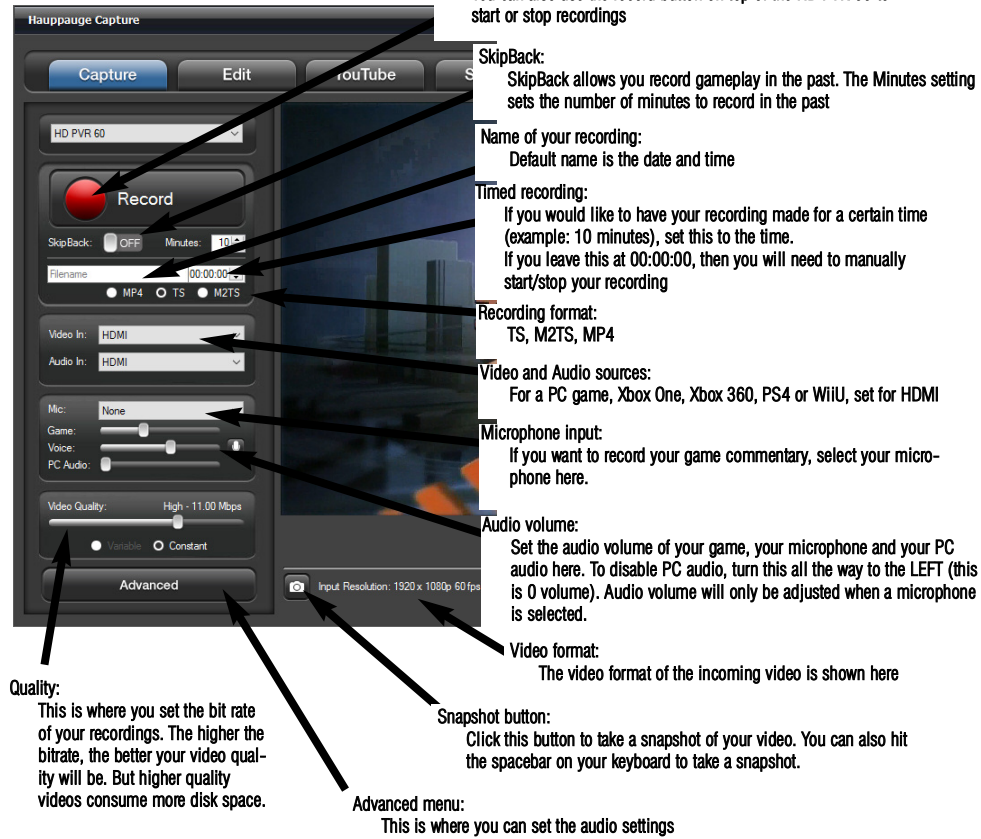 start or stop recordings
Hauppauge Capture
Capture
Edit
YouTube
S
HD PVR 60
Record
SkipBack:
OFF
Minutes:
10
Filename
00:00:00
MP4
TS
M2TS
Video In:
HDMI
Audio In:
HDMI
Mic:
None
Game:
Voice:
PC Audio:
Video Quality:
High - 11.00 Mbps
Variable
Constant
Advanced
Input Resolution: 1920 x 1080p 60 fps
SkipBack:
SkipBack allows you record gameplay in the past. The Minutes setting
sets the number of minutes to record in the past
Name of your recording:
Default name is the date and time
Timed recording:
If you would like to have your recording made for a certain time
(example: 10 minutes), set this to the time.
If you leave this at 00:00:00, then you will need to manually
start/stop your recording
Recording format:
TS, M2TS, MP4
Video and Audio sources:
For a PC game, Xbox One, Xbox 360, PS4 or WiiU, set for HDMI
Microphone input:
If you want to record your game commentary, select your micro-
phone here.
Audio volume:
Set the audio volume of your game, your microphone and your PC
audio here. To disable PC audio, turn this all the way to the LEFT (this
is 0 volume). Audio volume will only be adjusted when a microphone
is selected.
Video format:
The video format of the incoming video is shown here
Quality:
This is where you set the bit rate
of your recordings. The higher the
bitrate, the better your video qual-
ity will be. But higher quality
videos consume more disk space.
Snapshot button:
Click this button to take a snapshot of your video. You can also hit
the spacebar on your keyboard to take a snapshot.
Advanced menu:
This is where you can set the audio settings